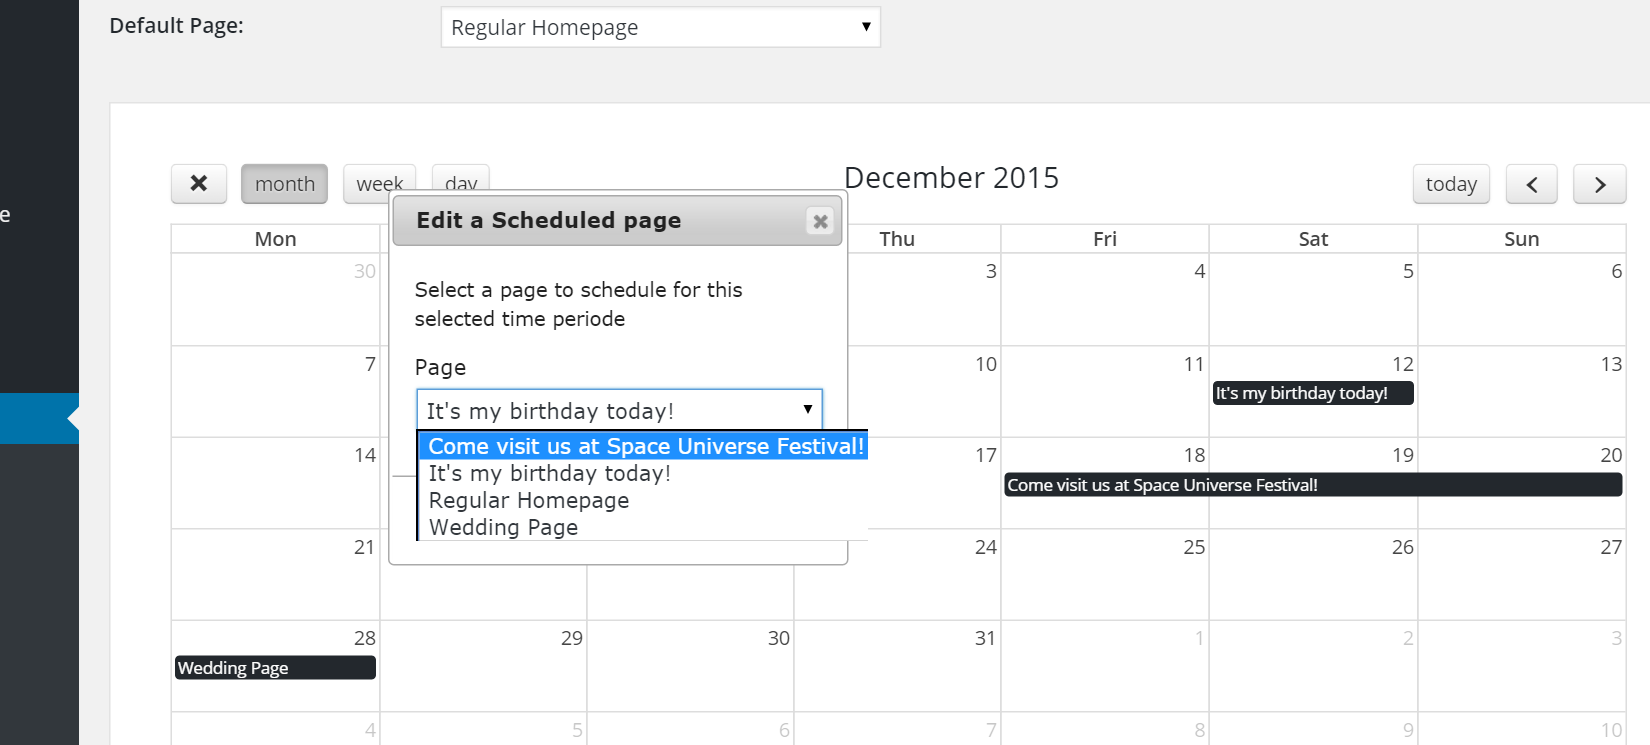 Default Page:
Regular Homepage
e
month
week
day
December 2015
today
Edit a Scheduled page
Mon
Thu
Fri
Sat
Sun
30
3
4
5
6
Select a page to schedule for this
selected time periode
7
10
11
12
13
Page
It's my birthday today!
It's my birthday today!
Come visit us at Space Universe Festival!
It's my birthday today!
Regular Homepage
Wedding Page
14
17
18
19
20
Come visit us at Space Universe Festival!
21
24
25
26
27
28
29
30
31
1
2
3
Wedding Page
4
5
6
7
8
9
10